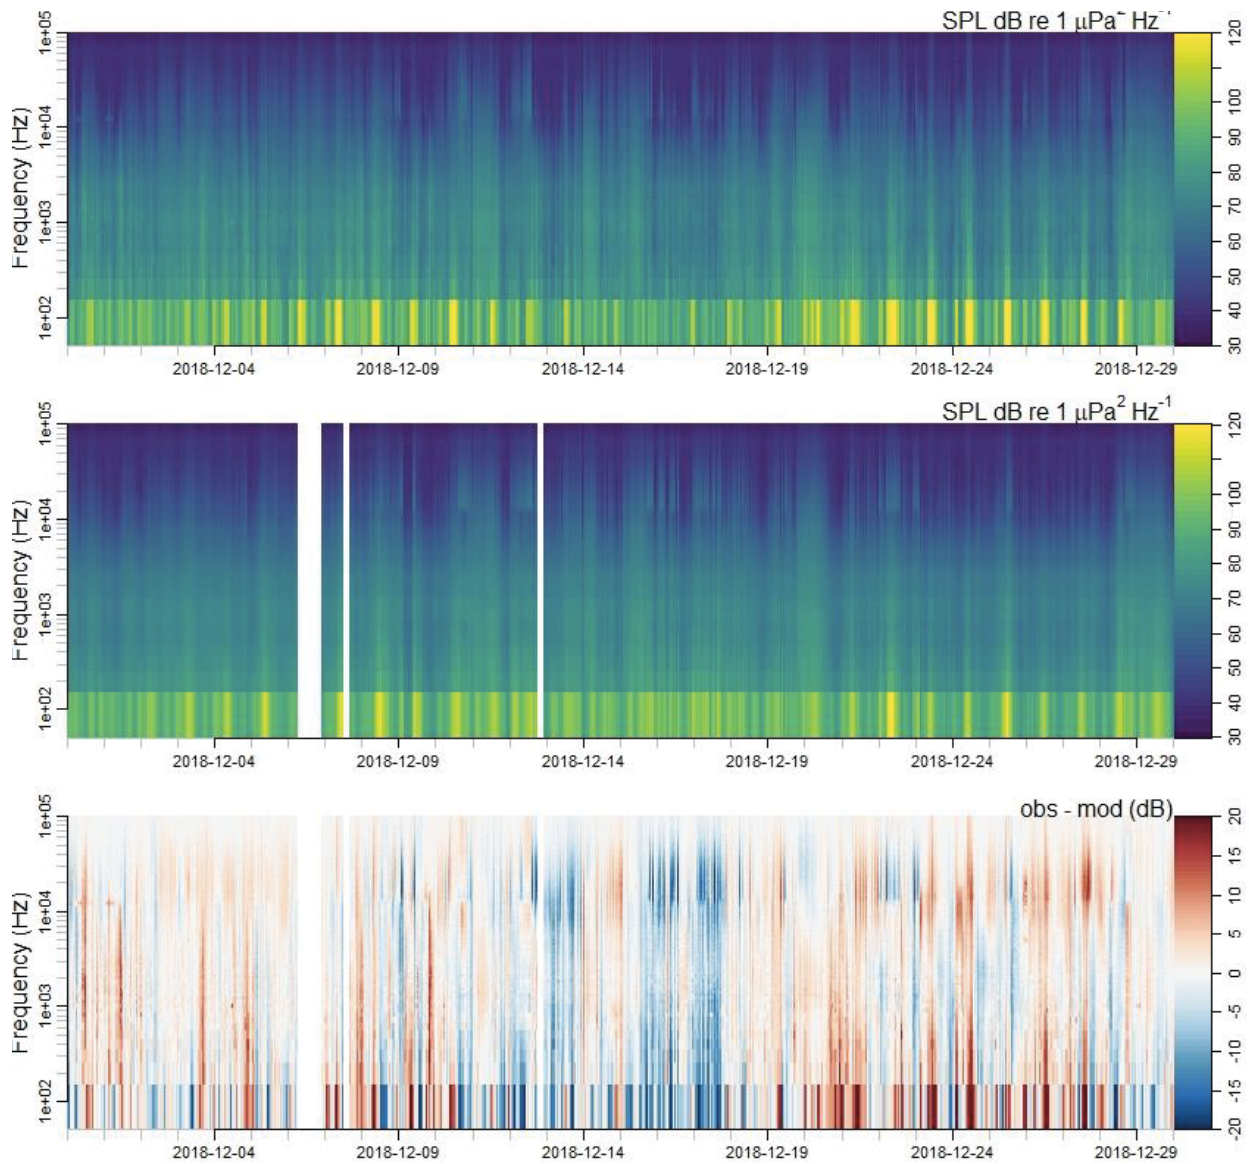 SPL dB re 1 μPa² Hz⁻¹
Frequency (Hz)
1e+05
1e+04
1e+03
1e+02
120
100
90
80
70
60
50
40
30
2018-12-04 2018-12-09 2018-12-14 2018-12-19 2018-12-24 2018-12-29
SPL dB re 1 μPa² Hz⁻¹
Frequency (Hz)
1e+05
1e+04
1e+03
1e+02
120
100
90
80
70
60
50
40
30
2018-12-04 2018-12-09 2018-12-14 2018-12-19 2018-12-24 2018-12-29
obs - mod (dB)
Frequency (Hz)
1e+05
1e+04
1e+03
1e+02
20
15
10
5
0
-5
-10
-15
-20
2018-12-04 2018-12-09 2018-12-14 2018-12-19 2018-12-24 2018-12-29